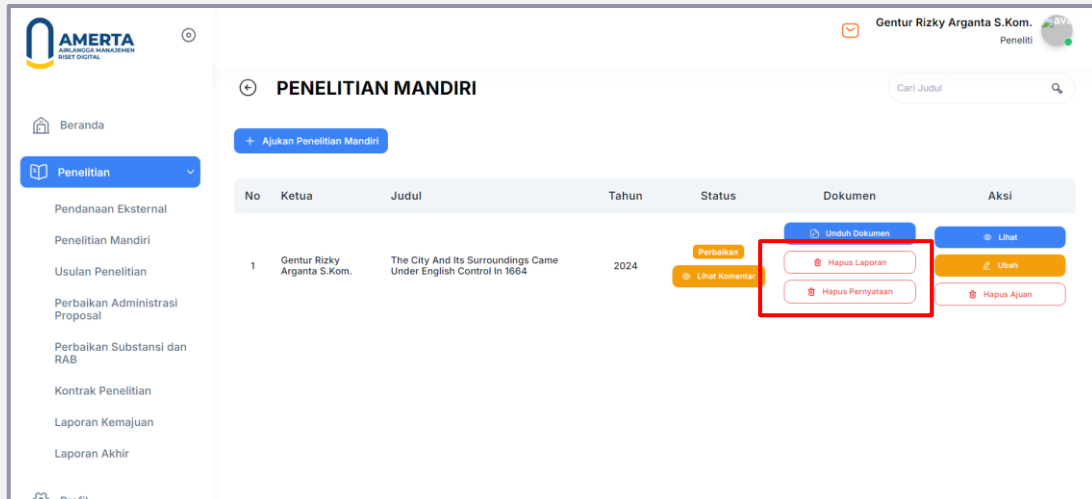 AMERTA
AIRLANGGA MANAJEMEN
RISET DIGITAL
Gentur Rizky Arganta S.Kom.
Peneliti
PENELITIAN MANDIRI
Cari Judul
Beranda
+ Ajukan Penelitian Mandiri
Penelitian
Pendanaan Eksternal
Penelitian Mandiri
Usulan Penelitian
Perbaikan Administrasi
Proposal
Perbaikan Substansi dan
RAB
Kontrak Penelitian
Laporan Kemajuan
Laporan Akhir
Profil
No Ketua Judul Tahun Status Dokumen Aksi
1
Gentur Rizky
Arganta S.Kom.
The City And Its Surroundings Came
Under English Control In 1664
2024
Perbaikan
Lihat Komentar
Unduh Dokumen
Hapus Laporan
Hapus Pernyataan
Lihat
Ubah
Hapus Ajuan